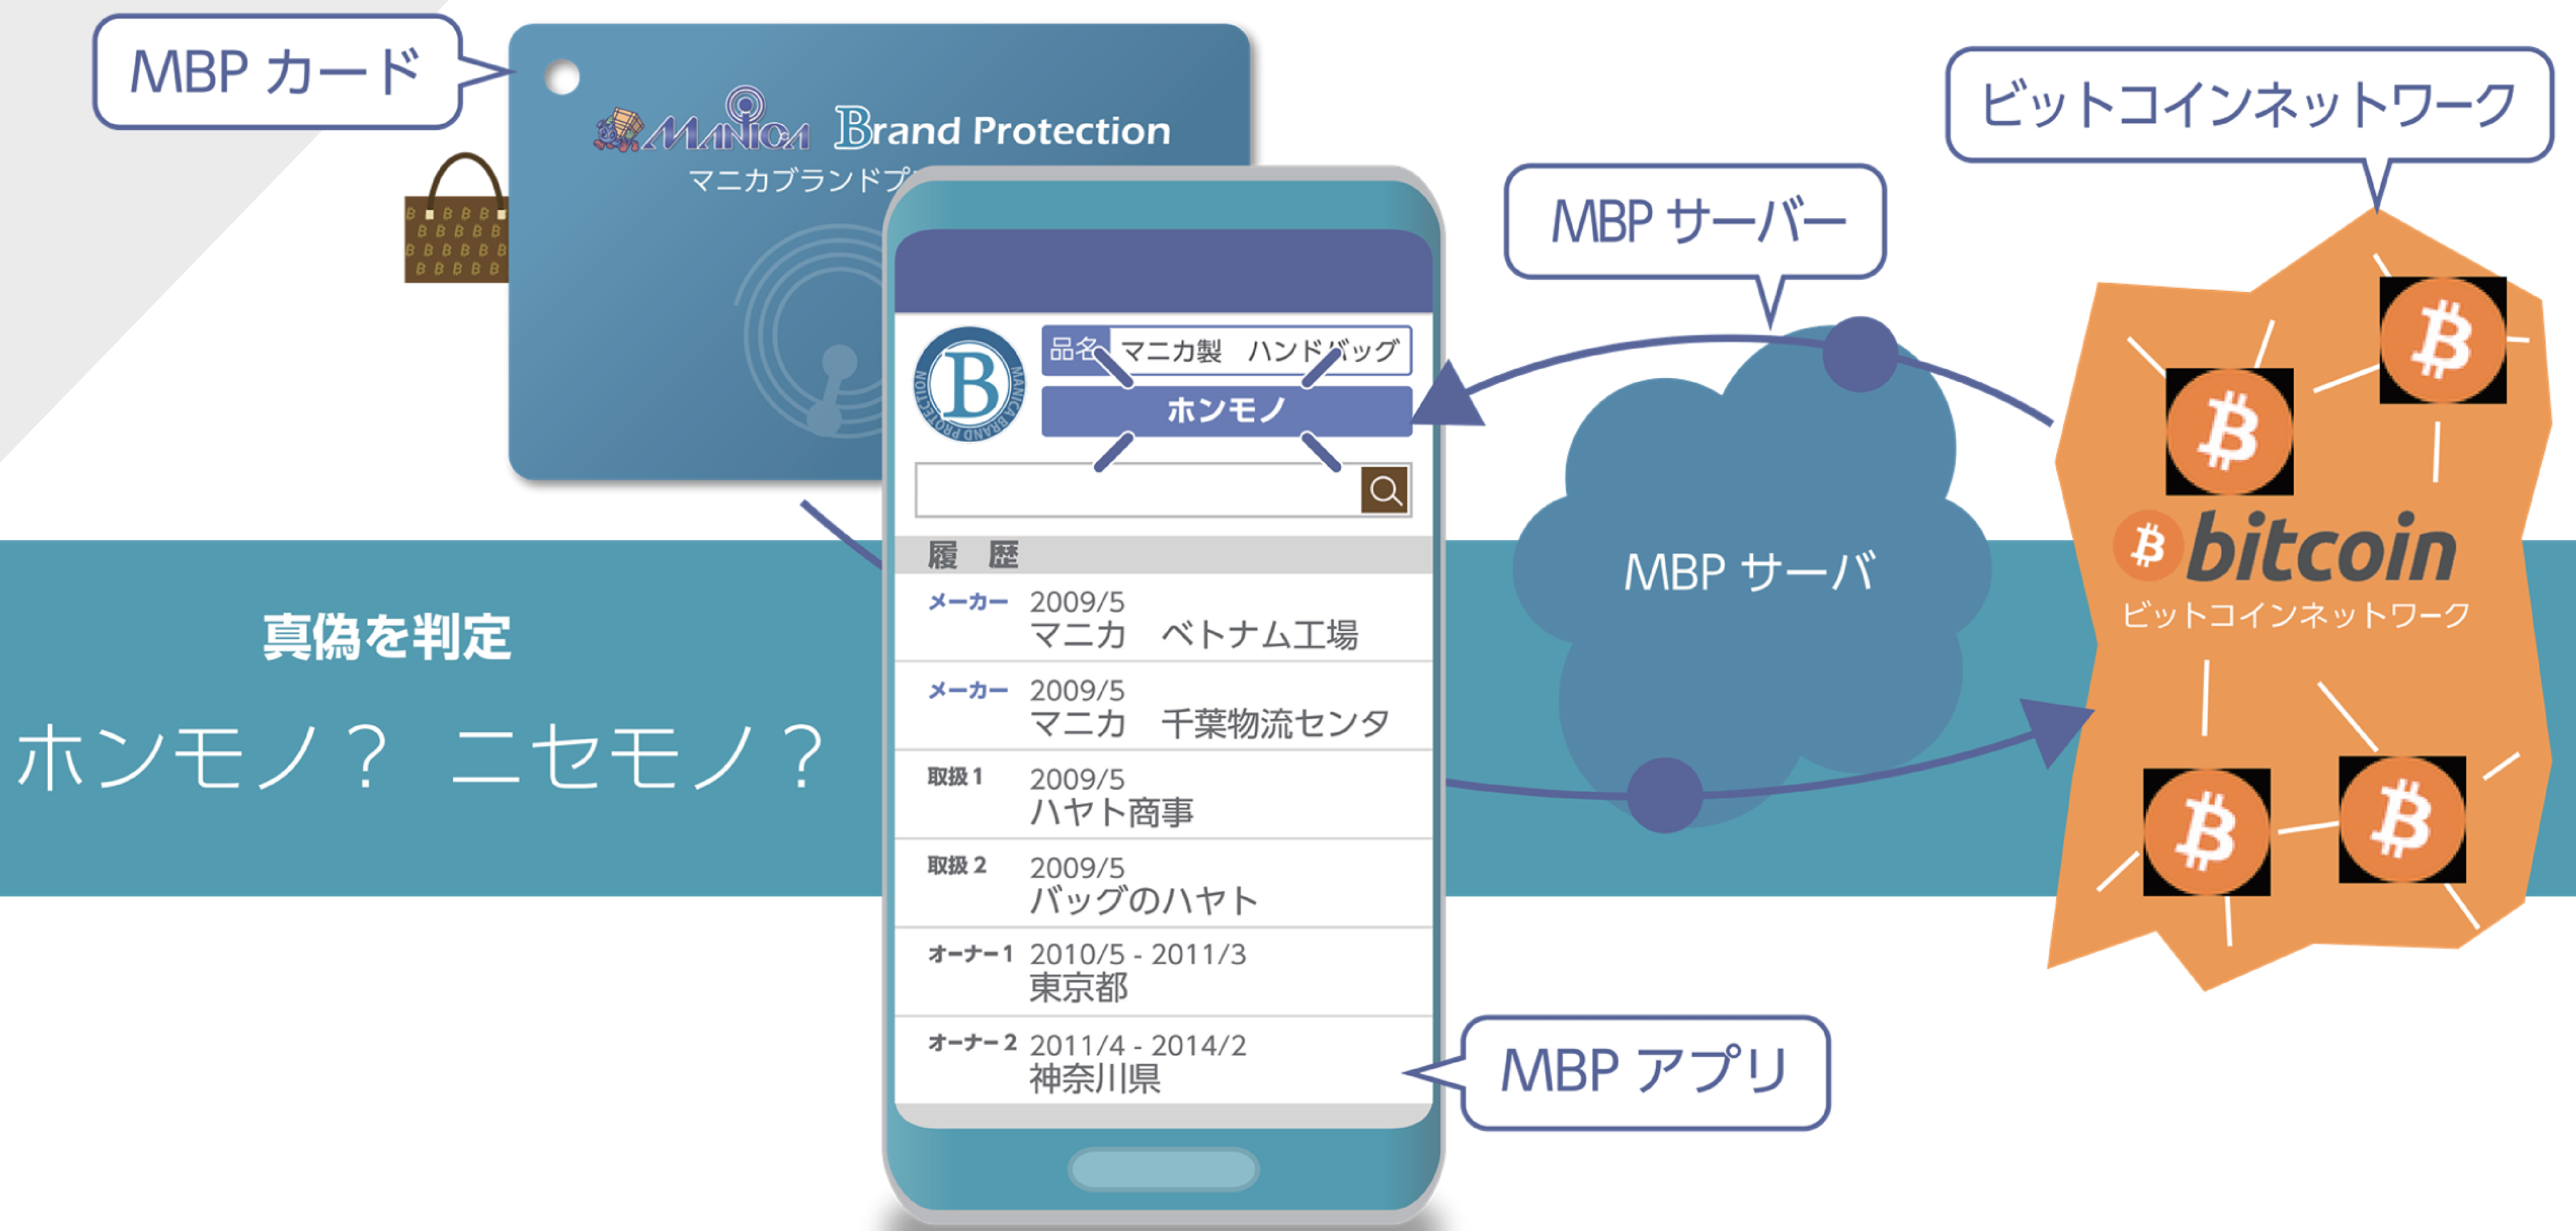 MBP カード
MANICA Brand Protection
マニカブランドプ
ビットコインネットワーク
MBP サーバー
品名 マニカ製 ハンドバッグ
B
MANICA BRAND PROTECTION
ホンモノ
履 歴
メーカー 2009/5
マニカ ベトナム工場
メーカー 2009/5
マニカ 千葉物流センタ
取扱 1 2009/5
ハヤト商事
取扱 2 2009/5
バッグのハヤト
オーナー 1 2010/5 - 2011/3
東京都
オーナー 2 2011/4 - 2014/2
神奈川県
真偽を判定
ホンモノ？ ニセモノ？
MBP サーバ
bitcoin
ビットコインネットワーク
MBP アプリ